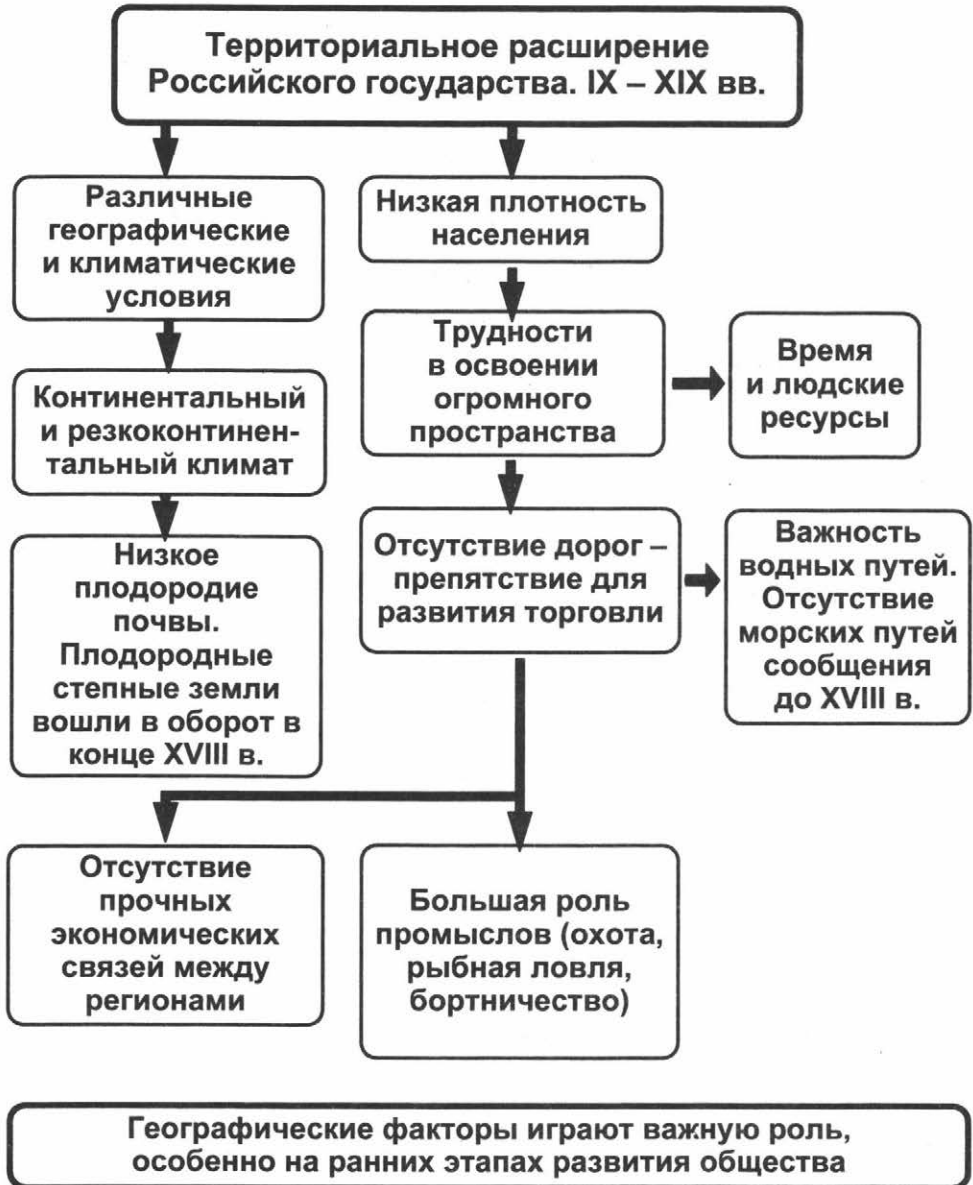 Территориальное расширение
Российского государства. IX – XIX вв.
Различные
географические
и климатические
условия
Низкая плотность
населения
Континентальный
и резкоконтинен-
тальный климат
Трудности
в освоении
огромного
пространства
Время
и людские
ресурсы
Низкое
плодородие
почвы.
Плодородные
степные земли
вошли в оборот в
конце XVIII в.
Отсутствие дорог –
препятствие для
развития торговли
Важность
водных путей.
Отсутствие
морских путей
сообщения
до XVIII в.
Отсутствие
прочных
экономических
связей между
регионами
Большая роль
промыслов (охота,
рыбная ловля,
бортничество)
Географические факторы играют важную роль,
особенно на ранних этапах развития общества